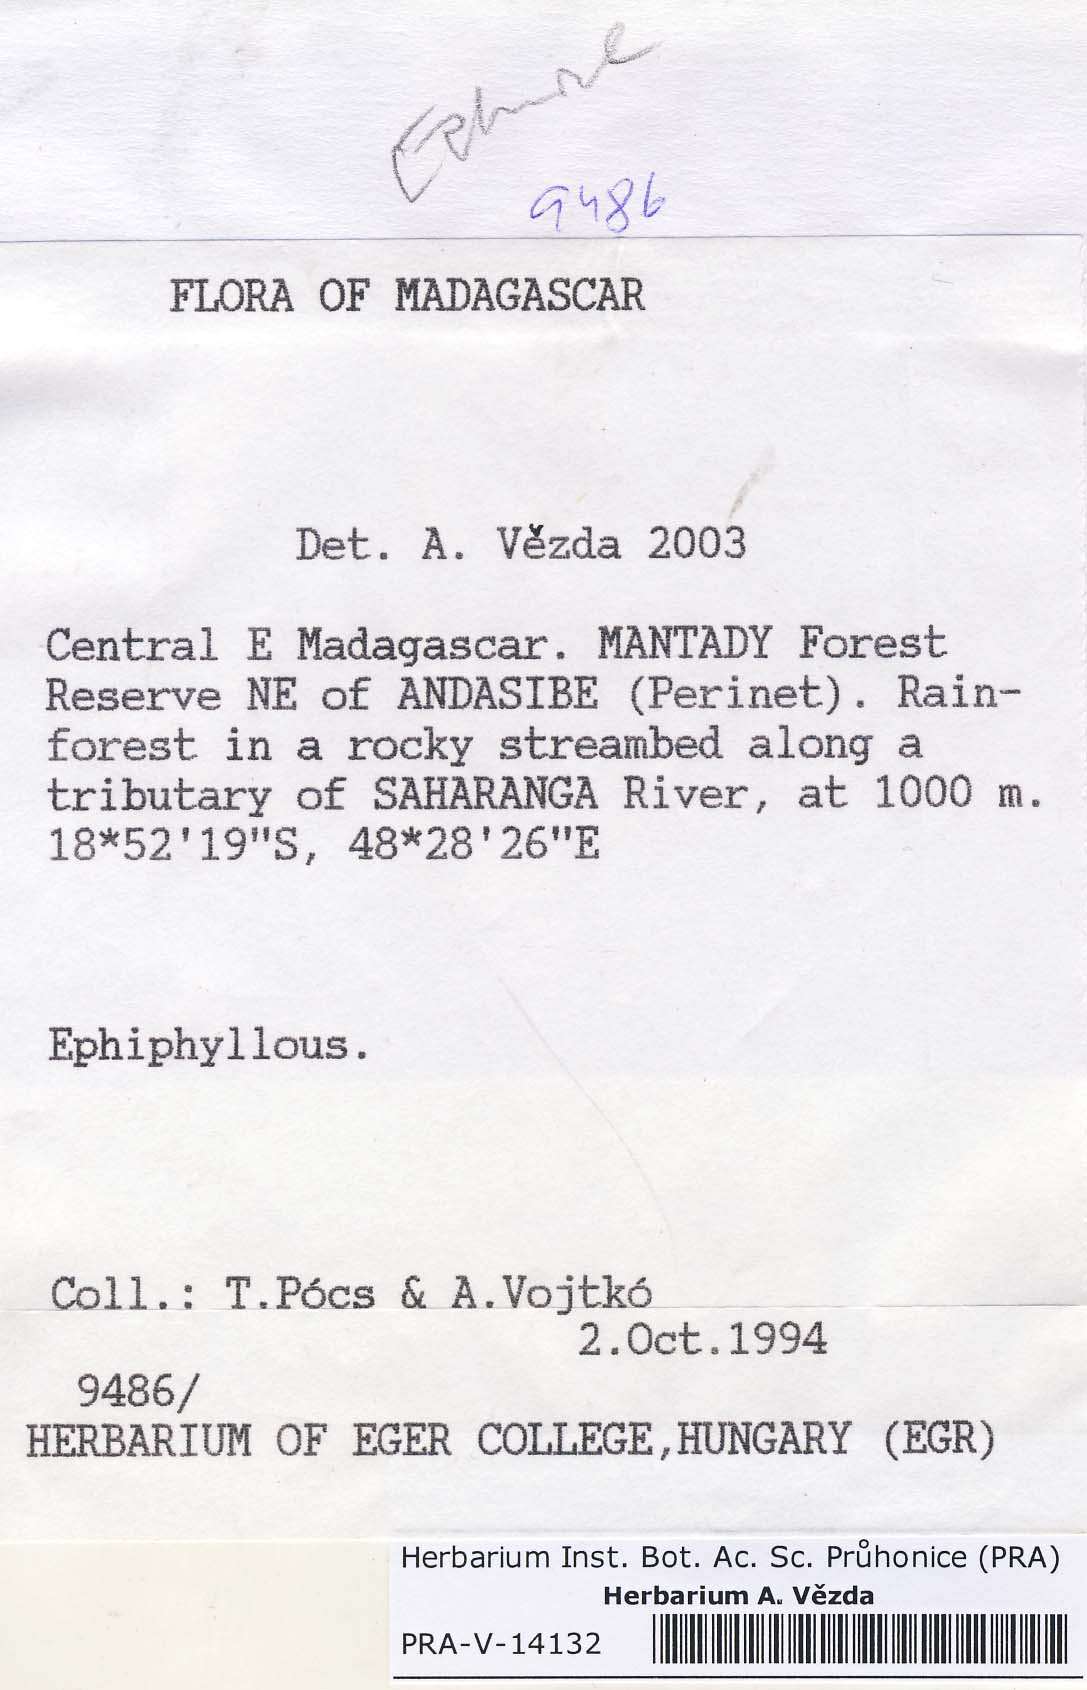 9486
FLORA OF MADAGASCAR
Det. A. Vězda 2003
Central E Madagascar. MANTADY Forest
Reserve NE of ANDASIBE (Perinet). Rain-
forest in a rocky streambed along a
tributary of SAHARANGA River, at 1000 m.
18*52'19"S, 48*28'26"E
Ephiphyllous.
Coll.: T.Pócs & A.Vojtkó
2.Oct.1994
9486/
HERBARIUM OF EGER COLLEGE,HUNGARY (EGR)
Herbarium Inst. Bot. Ac. Sc. Průhonice (PRA)
Herbarium A. Vězda
PRA-V-14132